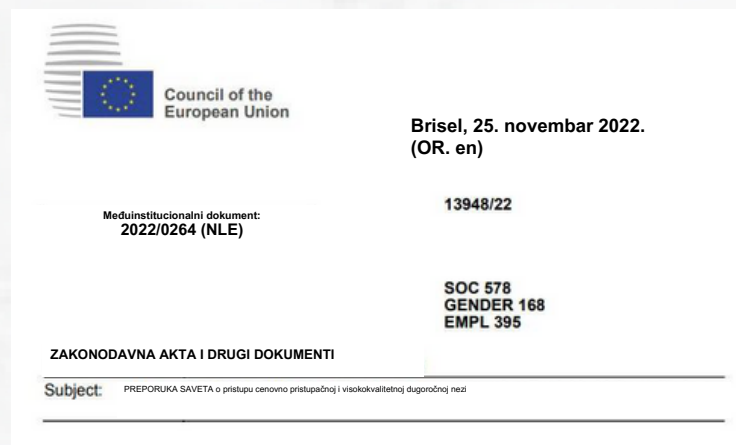 Council of the
European Union
Brisel, 25. novembar 2022.
(OR. en)
Međuinstitucionalni dokument:
2022/0264 (NLE)
13948/22
SOC 578
GENDER 168
EMPL 395
ZAKONODAVNA AKTA I DRUGI DOKUMENTI
Subject: PREPORUKA SAVETA o pristupu cenovno pristupačnoj i visokokvalitetnoj dugoročnoj nezi